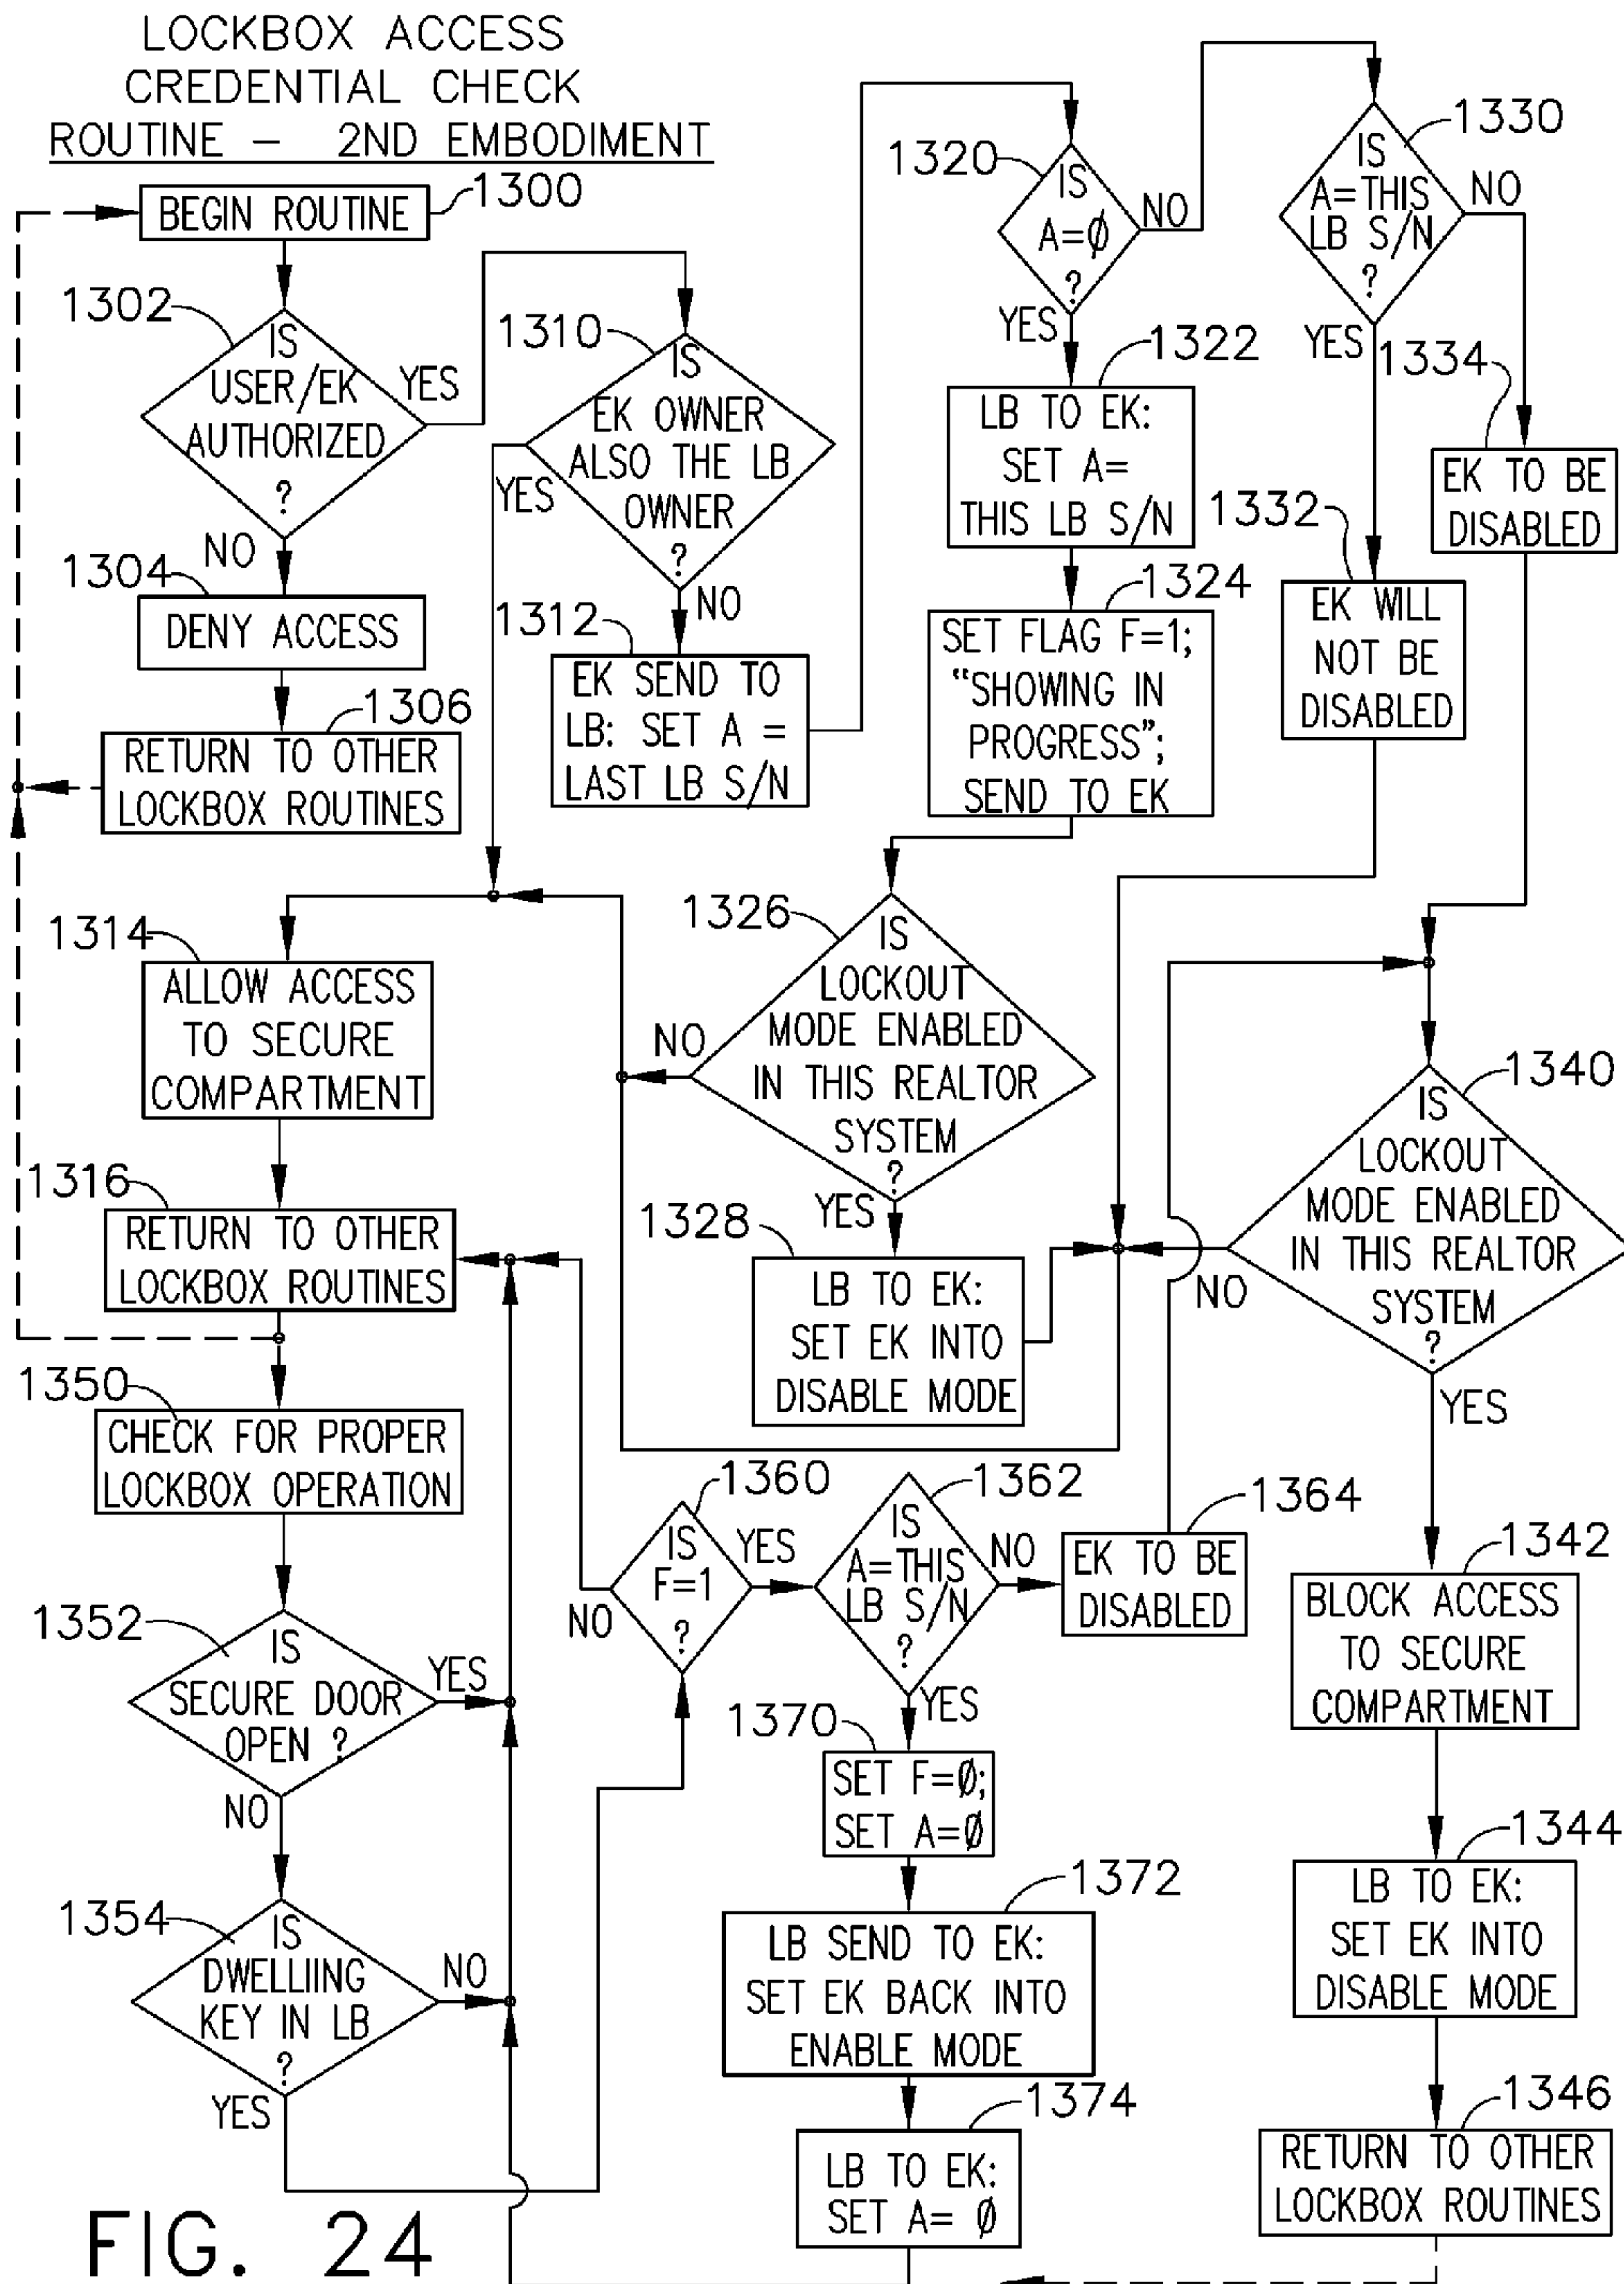 LOCKBOX ACCESS
CREDENTIAL CHECK
ROUTINE - 2ND EMBODIMENT
1300
BEGIN ROUTINE
1302
IS
USER/EK
AUTHORIZED
?
YES
NO
1304
DENY ACCESS
1306
RETURN TO OTHER
LOCKBOX ROUTINES
1310
IS
EK OWNER
ALSO THE LB
OWNER
?
YES
NO
1312
EK SEND TO
LB: SET A =
LAST LB S/N
1314
ALLOW ACCESS
TO SECURE
COMPARTMENT
1316
RETURN TO OTHER
LOCKBOX ROUTINES
1320
IS
A=Ø
?
NO
YES
1322
LB TO EK:
SET A=
THIS LB S/N
1324
SET FLAG F=1;
"SHOWING IN
PROGRESS";
SEND TO EK
1326
IS
LOCKOUT
MODE ENABLED
IN THIS REALTOR
SYSTEM
?
NO
YES
1328
LB TO EK:
SET EK INTO
DISABLE MODE
1330
IS
A=THIS
LB S/N
?
NO
YES
1332
EK WILL
NOT BE
DISABLED
1334
EK TO BE
DISABLED
1340
IS
LOCKOUT
MODE ENABLED
IN THIS REALTOR
SYSTEM
?
NO
YES
1342
BLOCK ACCESS
TO SECURE
COMPARTMENT
1344
LB TO EK:
SET EK INTO
DISABLE MODE
1346
RETURN TO OTHER
LOCKBOX ROUTINES
1350
CHECK FOR PROPER
LOCKBOX OPERATION
1352
IS
SECURE DOOR
OPEN ?
YES
NO
1354
IS
DWELLIING
KEY IN LB
?
NO
YES
1360
IS
F=1
?
YES
NO
1362
IS
A=THIS
LB S/N
?
NO
YES
1364
EK TO BE
DISABLED
1370
SET F=Ø;
SET A=Ø
1372
LB SEND TO EK:
SET EK BACK INTO
ENABLE MODE
1374
LB TO EK:
SET A= Ø
FIG. 24